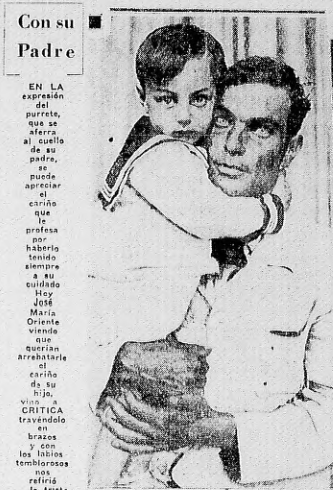 Con su
Padre
EN LA
expresión
del
purrete,
que se
aferra
al cuello
de su
padre,
se
puede
apreciar
el
cariño
que
le
profesa
por
haberlo
tenido
siempre
a su
cuidado
Hoy
José
María
Oriente
viendo
que
querían
arrebatarle
el
cariño
de su
hijo,
vino a
CRITICA
trayéndolo
en
brazos
y con
los labios
temblorosos
nos
refirió